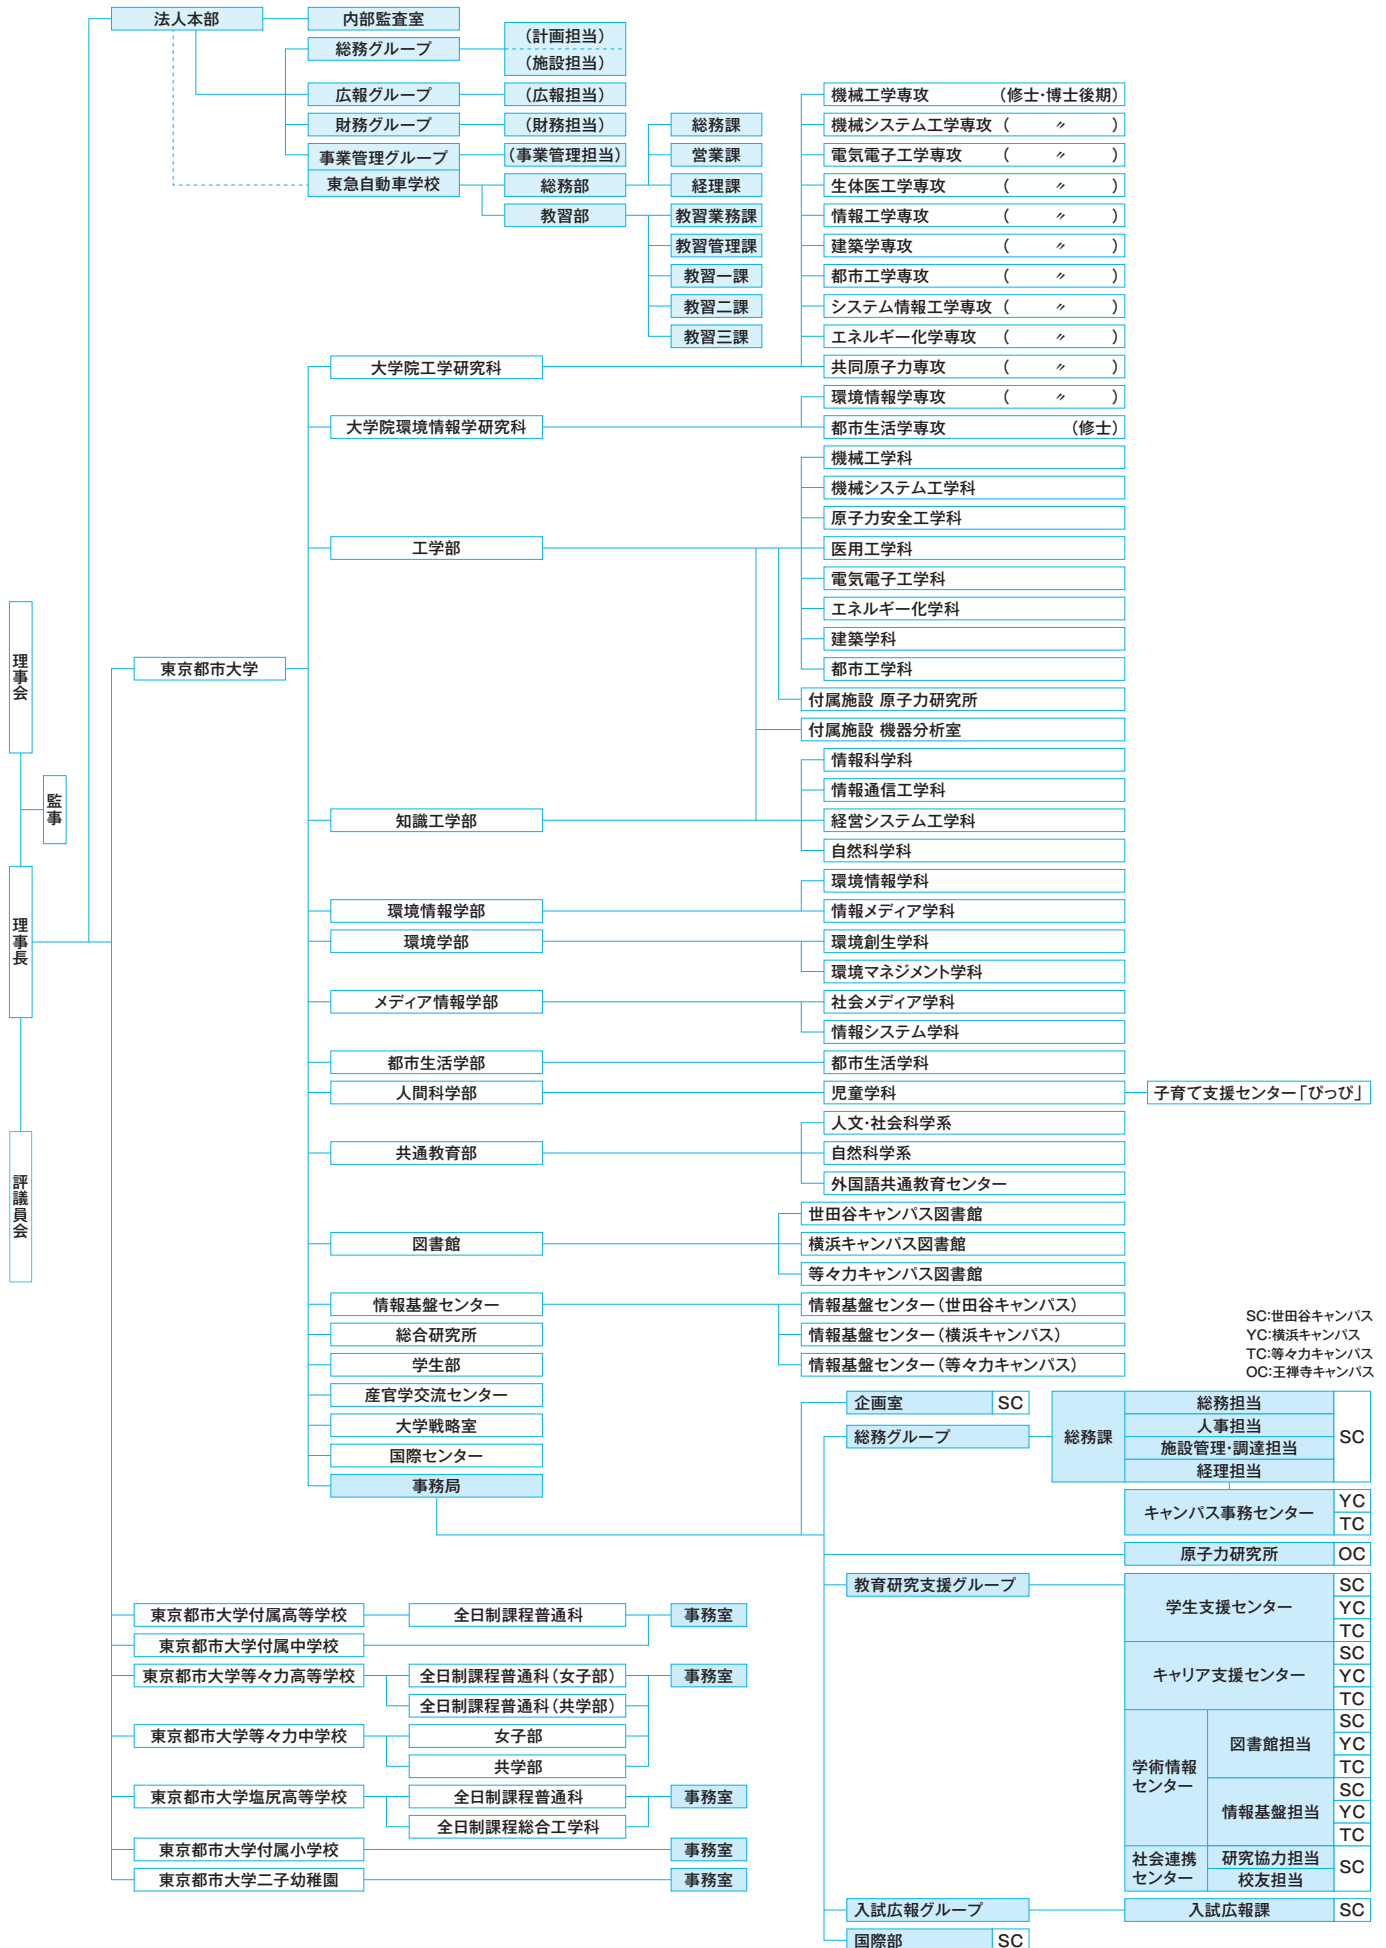 法人本部
内部監査室
総務グループ
(計画担当)
(施設担当)
広報グループ
(広報担当)
財務グループ
(財務担当)
事業管理グループ
(事業管理担当)
東急自動車学校
総務部
総務課
営業課
経理課
教習部
教習業務課
教習管理課
教習一課
教習二課
教習三課
理事会
監事
理事長
評議員会
東京都市大学
大学院工学研究科
機械工学専攻 (修士・博士後期)
機械システム工学専攻 ( 〃 )
電気電子工学専攻 ( 〃 )
生体医工学専攻 ( 〃 )
情報工学専攻 ( 〃 )
建築学専攻 ( 〃 )
都市工学専攻 ( 〃 )
システム情報工学専攻 ( 〃 )
エネルギー化学専攻 ( 〃 )
共同原子力専攻 ( 〃 )
大学院環境情報学研究科
環境情報学専攻 ( 〃 )
都市生活学専攻 (修士)
工学部
機械工学科
機械システム工学科
原子力安全工学科
医用工学科
電気電子工学科
エネルギー化学科
建築学科
都市工学科
付属施設 原子力研究所
付属施設 機器分析室
知識工学部
情報科学科
情報通信工学科
経営システム工学科
自然科学科
環境情報学部
環境情報学科
情報メディア学科
環境学部
環境創生学科
環境マネジメント学科
メディア情報学部
社会メディア学科
情報システム学科
都市生活学部
都市生活学科
人間科学部
児童学科
子育て支援センター「ぴっぴ」
共通教育部
人文・社会科学系
自然科学系
外国語共通教育センター
図書館
世田谷キャンパス図書館
横浜キャンパス図書館
等々力キャンパス図書館
情報基盤センター
情報基盤センター(世田谷キャンパス)
情報基盤センター(横浜キャンパス)
情報基盤センター(等々力キャンパス)
総合研究所
学生部
産官学交流センター
大学戦略室
国際センター
事務局
SC:世田谷キャンパス
YC:横浜キャンパス
TC:等々力キャンパス
OC:王禅寺キャンパス
企画室 SC
総務グループ
総務課
総務担当
人事担当
施設管理・調達担当
経理担当
SC
キャンパス事務センター
YC
TC
原子力研究所 OC
教育研究支援グループ
学生支援センター
SC
YC
TC
キャリア支援センター
SC
YC
TC
学術情報
センター
図書館担当
SC
YC
TC
情報基盤担当
SC
YC
TC
社会連携
センター
研究協力担当
校友担当
SC
入試広報グループ
入試広報課 SC
国際部 SC
東京都市大学付属高等学校
全日制課程普通科
事務室
東京都市大学付属中学校
東京都市大学等々力高等学校
全日制課程普通科(女子部)
事務室
全日制課程普通科(共学部)
東京都市大学等々力中学校
女子部
共学部
東京都市大学塩尻高等学校
全日制課程普通科
事務室
全日制課程総合工学科
東京都市大学付属小学校
事務室
東京都市大学二子幼稚園
事務室